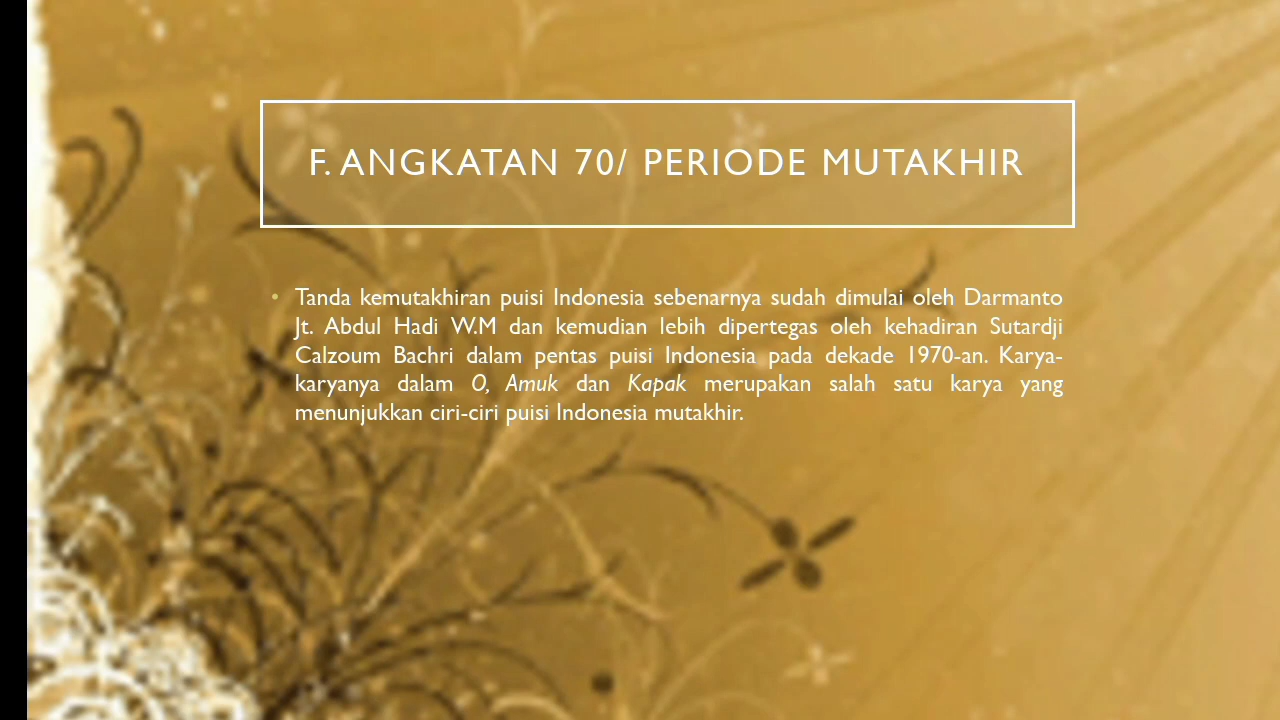 F. ANGKATAN 70/ PERIODE MUTAKHIR
• Tanda kemutakhiran puisi Indonesia sebenarnya sudah dimulai oleh Darmanto
Jt. Abdul Hadi W.M dan kemudian lebih dipertegas oleh kehadiran Sutardji
Calzoum Bachri dalam pentas puisi Indonesia pada dekade 1970-an. Karya-
karyanya dalam O, Amuk dan Kapak merupakan salah satu karya yang
menunjukkan ciri-ciri puisi Indonesia mutakhir.